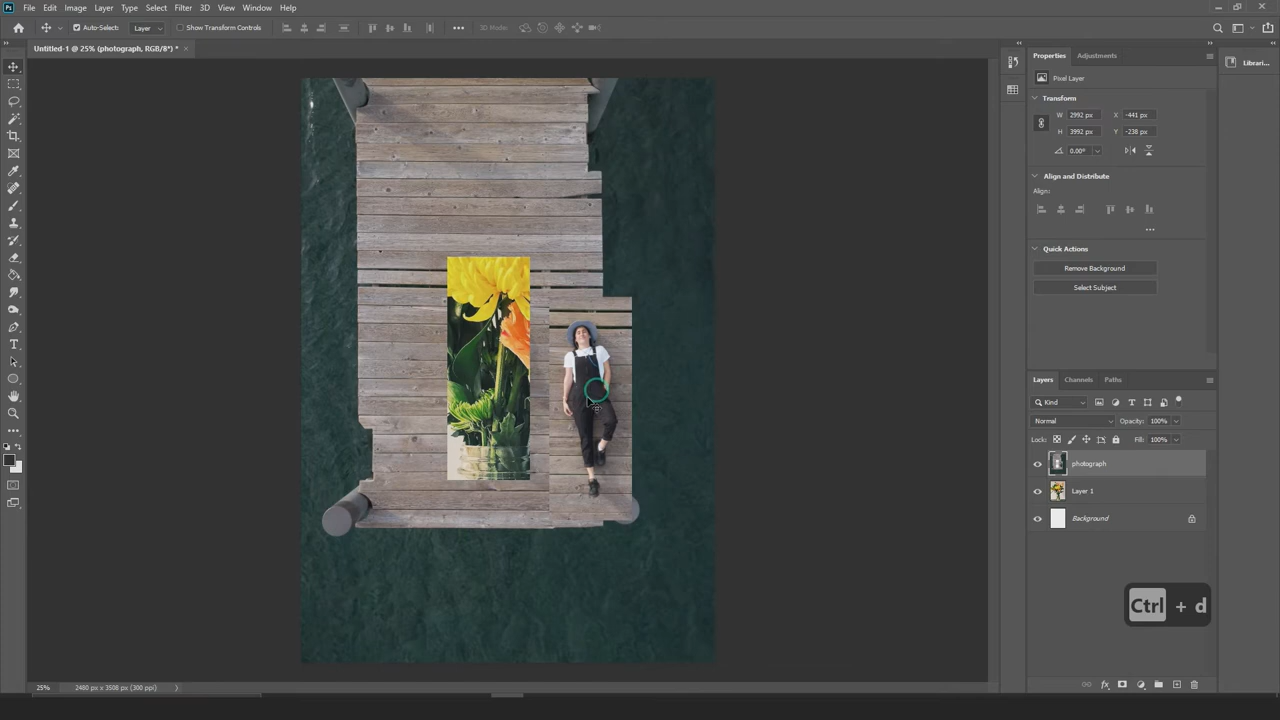 Ps File Edit Image Layer Type Select Filter 3D View Window Help
Auto-Select: Layer Show Transform Controls 3D Mode:
Untitled-1 @ 25% (photograph, RGB/8*) * ×
Properties Adjustments Librari...
Pixel Layer
Transform
W 2992 px X -441 px
H 3992 px Y -238 px
0.00°
Align and Distribute
Align:
Quick Actions
Remove Background
Select Subject
Layers Channels Paths
Kind
Normal Opacity: 100%
Lock: Fill: 100%
photograph
Layer 1
Background
Ctrl + d
25% 2480 px x 3508 px (300 ppi)